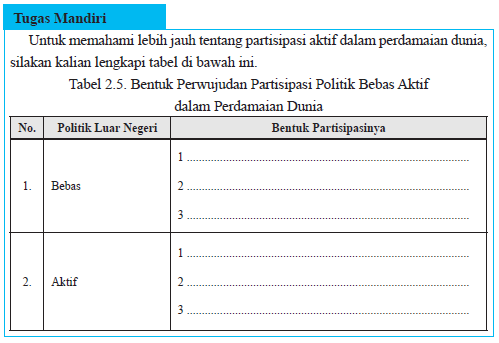 Tugas Mandiri
Untuk memahami lebih jauh tentang partisipasi aktif dalam perdamaian dunia,
silakan kalian lengkapi tabel di bawah ini.
Tabel 2.5. Bentuk Perwujudan Partisipasi Politik Bebas Aktif
dalam Perdamaian Dunia
No. Politik Luar Negeri Bentuk Partisipasinya
1 ..............................................................................................
1. Bebas 2 ..............................................................................................
3 ..............................................................................................
1 ..............................................................................................
2. Aktif 2 ..............................................................................................
3 ..............................................................................................